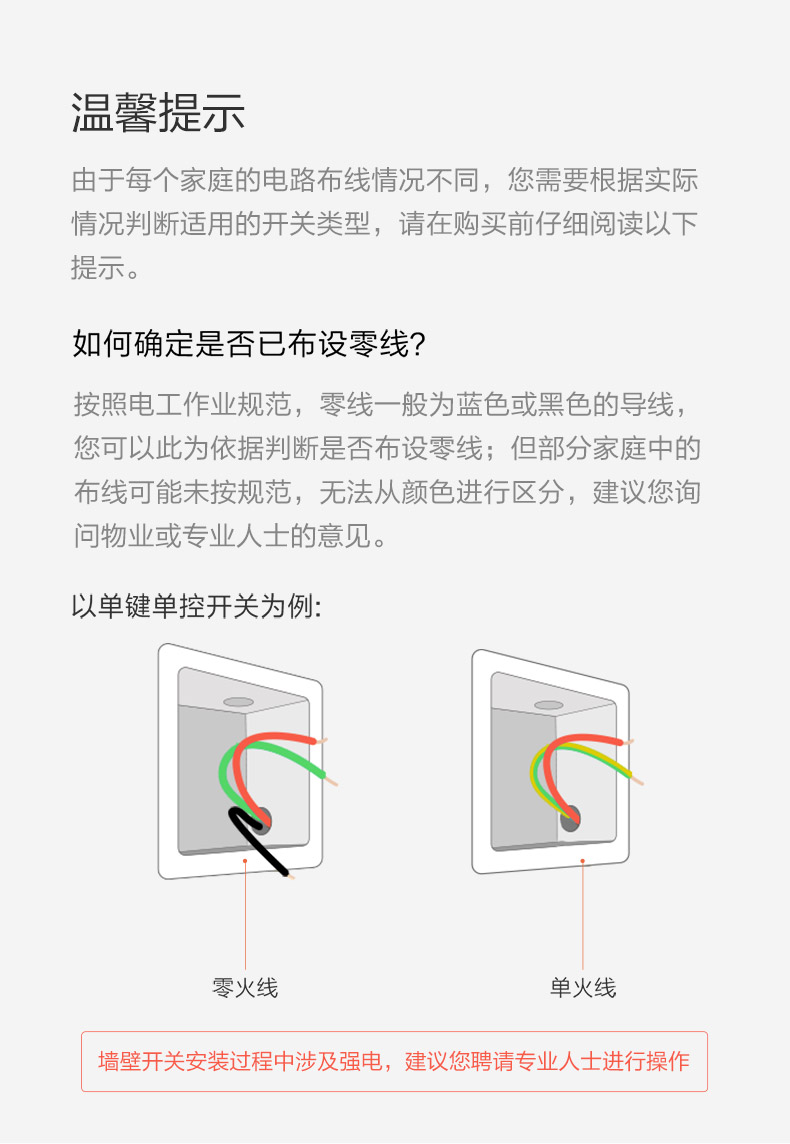 温馨提示
由于每个家庭的电路布线情况不同，您需要根据实际
情况判断适用的开关类型，请在购买前仔细阅读以下
提示。
如何确定是否已布设零线？
按照电工作业规范，零线一般为蓝色或黑色的导线，
您可以此为依据判断是否布设零线；但部分家庭中的
布线可能未按规范，无法从颜色进行区分，建议您询
问物业或专业人士的意见。
以单键单控开关为例:
零火线
单火线
墙壁开关安装过程中涉及强电，建议您聘请专业人士进行操作